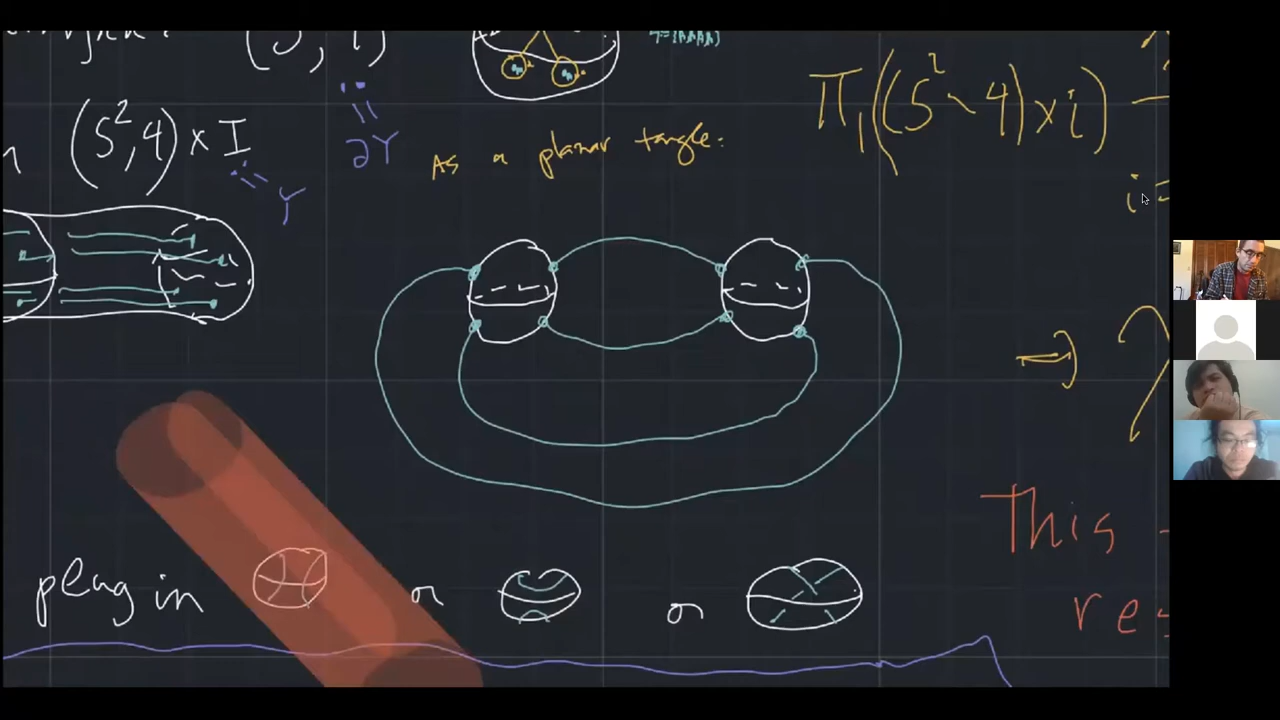 (S², 4) × I
∂Y
Y
As a planar tangle:
π₁((S² ∖ 4) × i)
i =
⇒
plug in or or
This
re